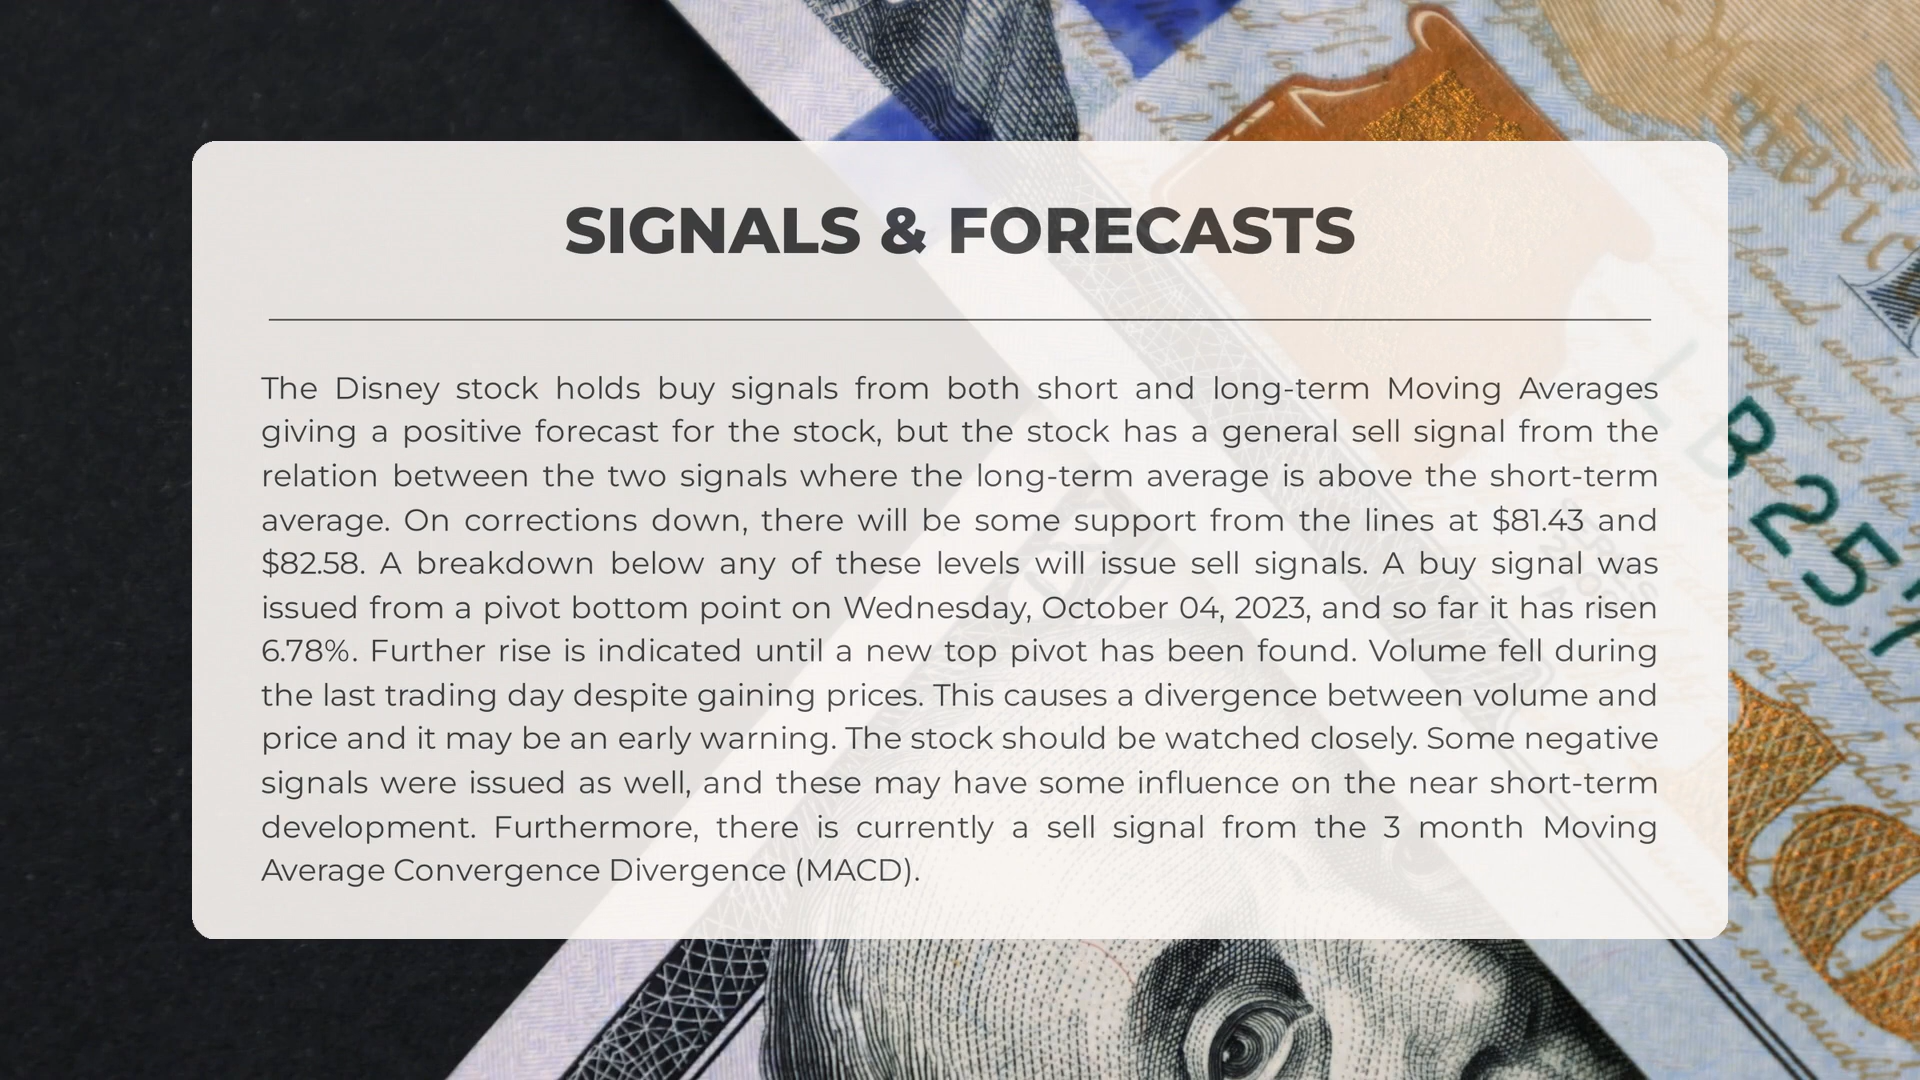 SIGNALS & FORECASTS
The Disney stock holds buy signals from both short and long-term Moving Averages
giving a positive forecast for the stock, but the stock has a general sell signal from the
relation between the two signals where the long-term average is above the short-term
average. On corrections down, there will be some support from the lines at $81.43 and
$82.58. A breakdown below any of these levels will issue sell signals. A buy signal was
issued from a pivot bottom point on Wednesday, October 04, 2023, and so far it has risen
6.78%. Further rise is indicated until a new top pivot has been found. Volume fell during
the last trading day despite gaining prices. This causes a divergence between volume and
price and it may be an early warning. The stock should be watched closely. Some negative
signals were issued as well, and these may have some influence on the near short-term
development. Furthermore, there is currently a sell signal from the 3 month Moving
Average Convergence Divergence (MACD).